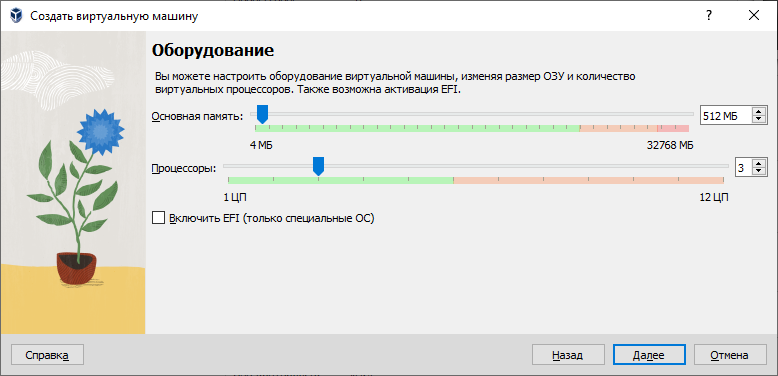 Создать виртуальную машину
Оборудование
Вы можете настроить оборудование виртуальной машины, изменяя размер ОЗУ и количество
виртуальных процессоров. Также возможна активация EFI.
Основная память: 512 МБ
4 МБ 32768 МБ
Процессоры: 3
1 ЦП 12 ЦП
Включить EFI (только специальные ОС)
Справка Назад Далее Отмена